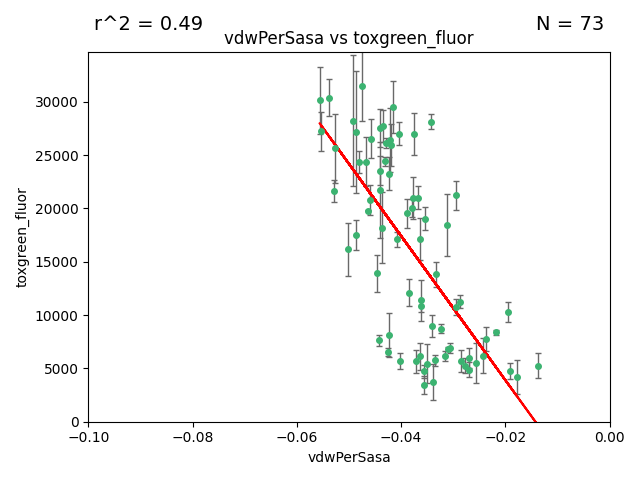 r^2 = 0.49
N = 73
vdwPerSasa vs toxgreen_fluor
toxgreen_fluor
30000
25000
20000
15000
10000
5000
0
−0.10
−0.08
−0.06
−0.04
−0.02
0.00
vdwPerSasa